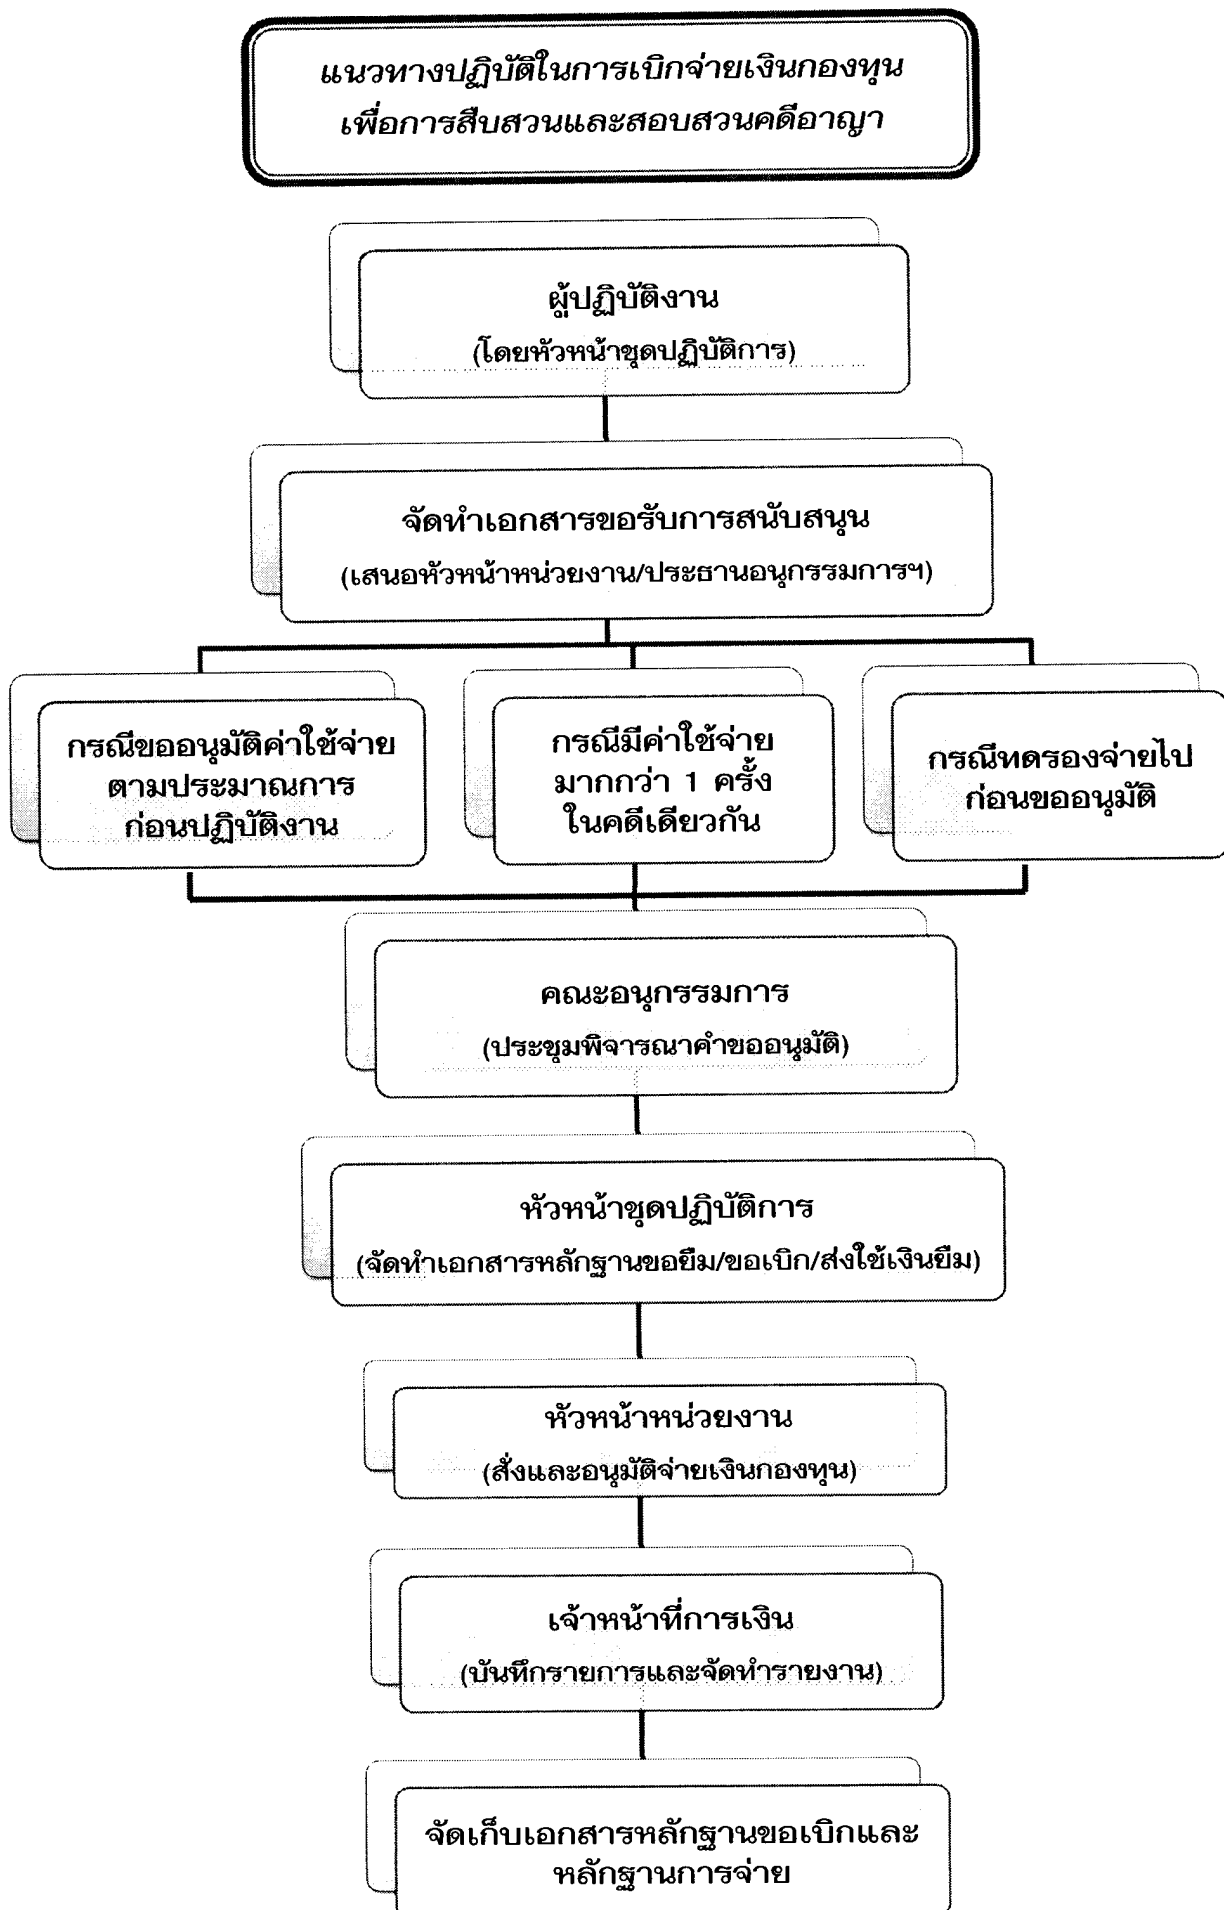 แนวทางปฏิบัติในการเบิกจ่ายเงินกองทุน
เพื่อการสืบสวนและสอบสวนคดีอาญา
ผู้ปฏิบัติงาน
(โดยหัวหน้าชุดปฏิบัติการ)
จัดทำเอกสารขอรับการสนับสนุน
(เสนอหัวหน้าหน่วยงาน/ประธานอนุกรรมการฯ)
กรณีขออนุมัติค่าใช้จ่าย
ตามประมาณการ
ก่อนปฏิบัติงาน
กรณีมีค่าใช้จ่าย
มากกว่า 1 ครั้ง
ในคดีเดียวกัน
กรณีทดรองจ่ายไป
ก่อนขออนุมัติ
คณะอนุกรรมการ
(ประชุมพิจารณาคำขออนุมัติ)
หัวหน้าชุดปฏิบัติการ
(จัดทำเอกสารหลักฐานขอยืม/ขอเบิก/ส่งใช้เงินยืม)
หัวหน้าหน่วยงาน
(สั่งและอนุมัติจ่ายเงินกองทุน)
เจ้าหน้าที่การเงิน
(บันทึกรายการและจัดทำรายงาน)
จัดเก็บเอกสารหลักฐานขอเบิกและ
หลักฐานการจ่าย